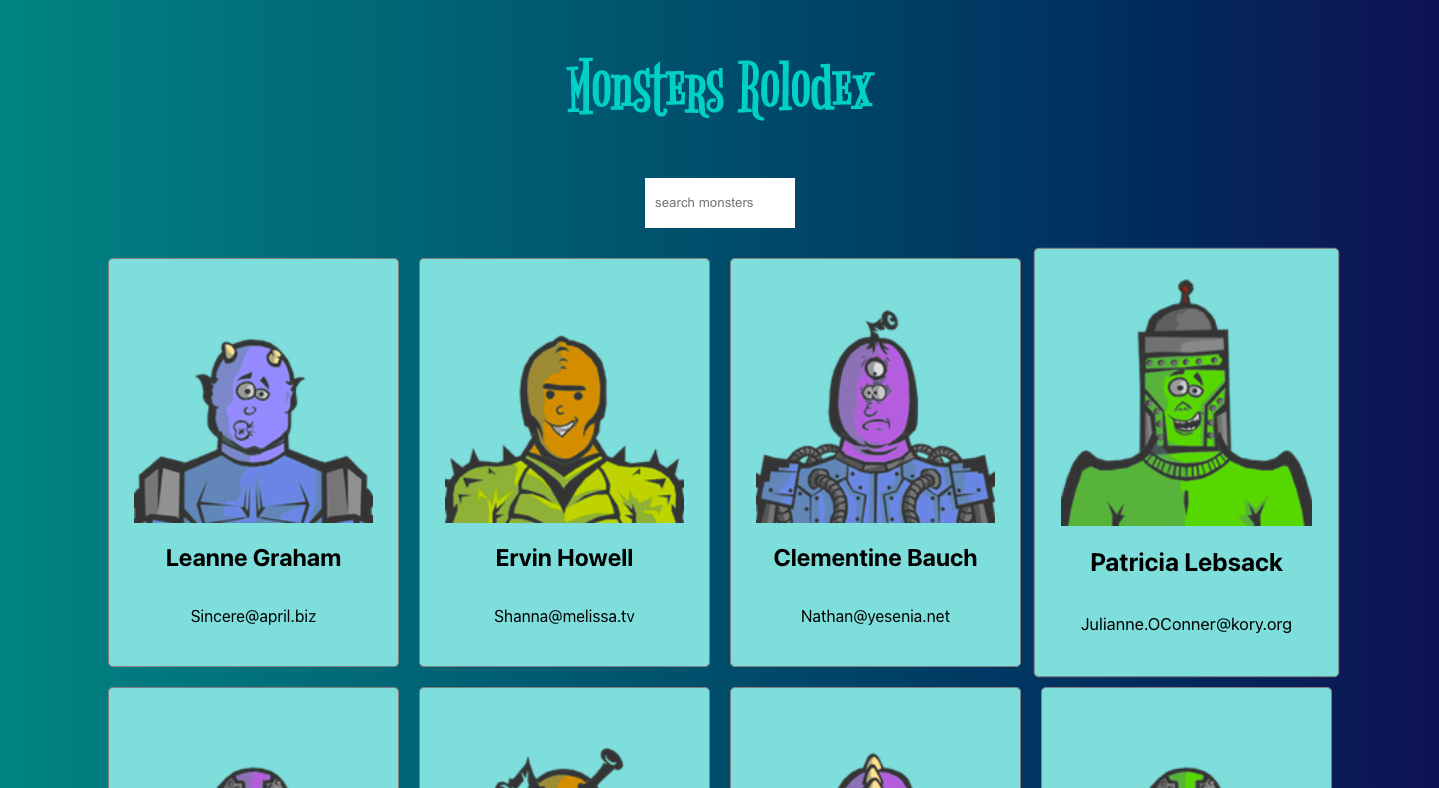 Monsters Rolodex
search monsters
Leanne Graham
Ervin Howell
Clementine Bauch
Patricia Lebsack
Sincere@april.biz
Shanna@melissa.tv
Nathan@yesenia.net
Julianne.OConner@kory.org